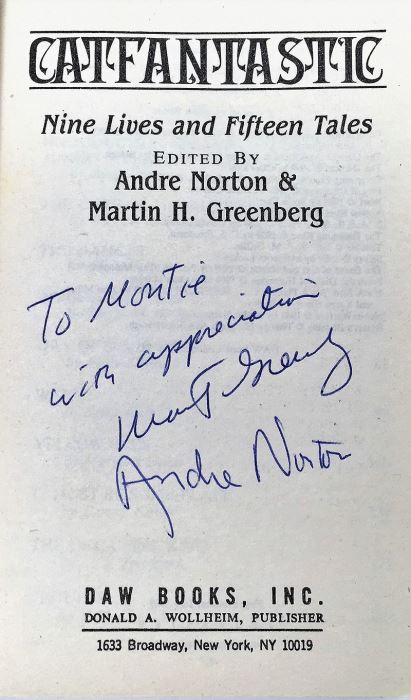 CATFANTASTIC
Nine Lives and Fifteen Tales
EDITED BY
Andre Norton &
Martin H. Greenberg
To Montie
with appreciation
Andre Norton
DAW BOOKS, INC.
DONALD A. WOLLHEIM, PUBLISHER
1633 Broadway, New York, NY 10019